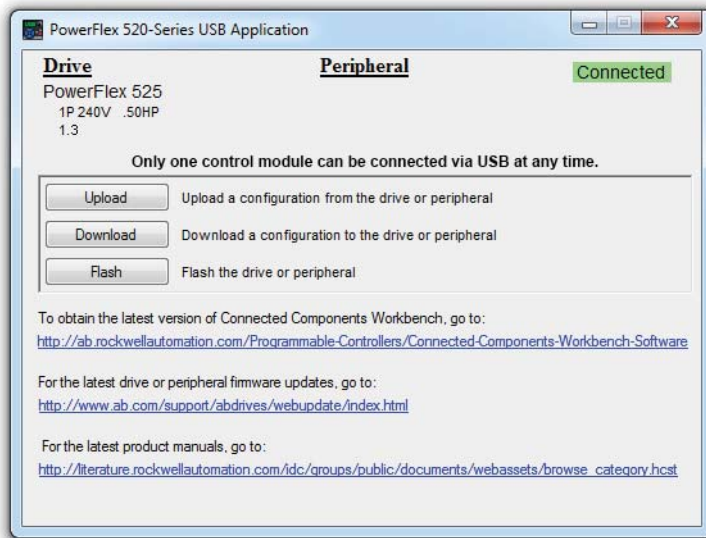 PowerFlex 520-Series USB Application
Drive
Peripheral
Connected
PowerFlex 525
1P 240V .50HP
1.3
Only one control module can be connected via USB at any time.
Upload
Upload a configuration from the drive or peripheral
Download
Download a configuration to the drive or peripheral
Flash
Flash the drive or peripheral
To obtain the latest version of Connected Components Workbench, go to:
http://ab.rockwellautomation.com/Programmable-Controllers/Connected-Components-Workbench-Software
For the latest drive or peripheral firmware updates, go to:
http://www.ab.com/support/abdrives/webupdate/index.html
For the latest product manuals, go to:
http://literature.rockwellautomation.com/idc/groups/public/documents/webassets/browse_category.hcst